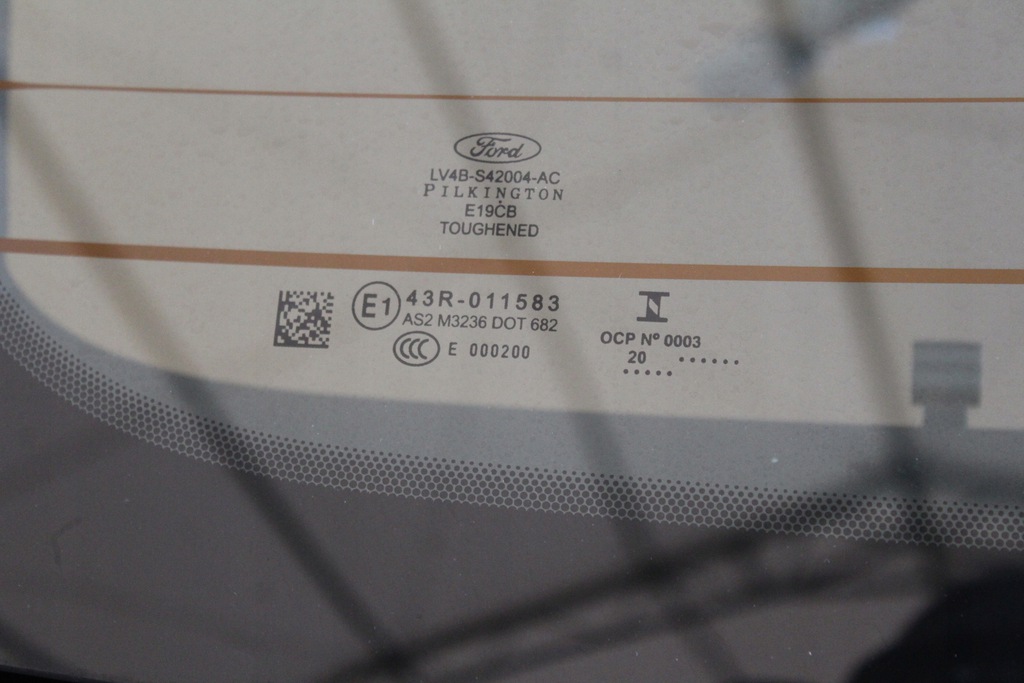 Ford
LV4B-S42004-AC
PILKINGTON
E19CB
TOUGHENED
E1 43R-011583
AS2 M3236 DOT 682
CCC E 000200
OCP Nº 0003
20 ......
.....